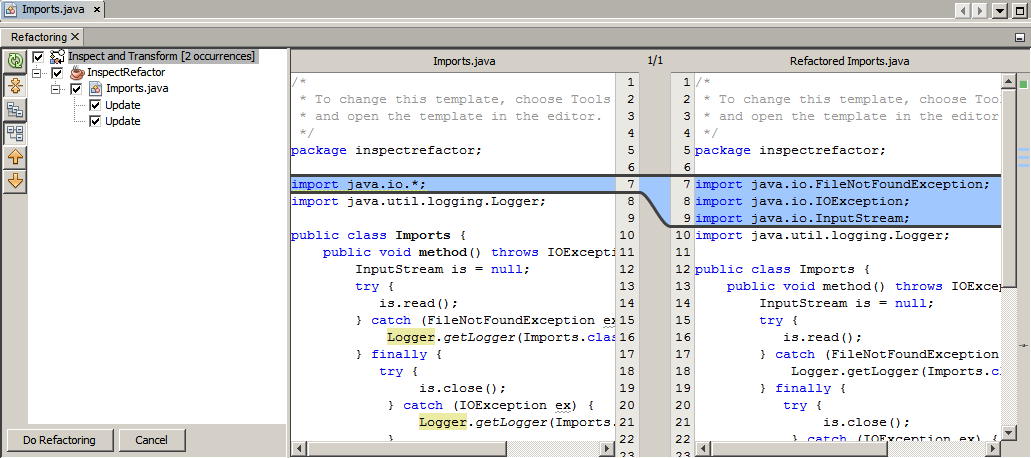 Imports.java
Refactoring
Inspect and Transform [2 occurrences]
InspectRefactor
Imports.java
Update
Update
Do Refactoring
Cancel
Imports.java
1/1
Refactored Imports.java
/* 1
* To change this template, choose Tools 2
* and open the template in the editor. 3
*/ 4
package inspectrefactor; 5
6
import java.io.*; 7
import java.util.logging.Logger; 8
9
public class Imports { 10
public void method() throws IOException 11
InputStream is = null; 12
try { 13
is.read(); 14
} catch (FileNotFoundException ex 15
Logger.getLogger(Imports.clas 16
} finally { 17
try { 18
is.close(); 19
} catch (IOException ex) { 20
Logger.getLogger(Imports. 21
} 22
23
1 /*
2 * To change this template, choose Tools
3 * and open the template in the editor
4 */
5 package inspectrefactor;
6
7 import java.io.FileNotFoundException;
8 import java.io.IOException;
9 import java.io.InputStream;
10 import java.util.logging.Logger;
11
12 public class Imports {
13 public void method() throws IOExce
14 InputStream is = null;
15 try {
16 is.read();
17 } catch (FileNotFoundException
18 Logger.getLogger(Imports.c
19 } finally {
20 try {
21 is.close();
22 } catch (IOException ex) {
23